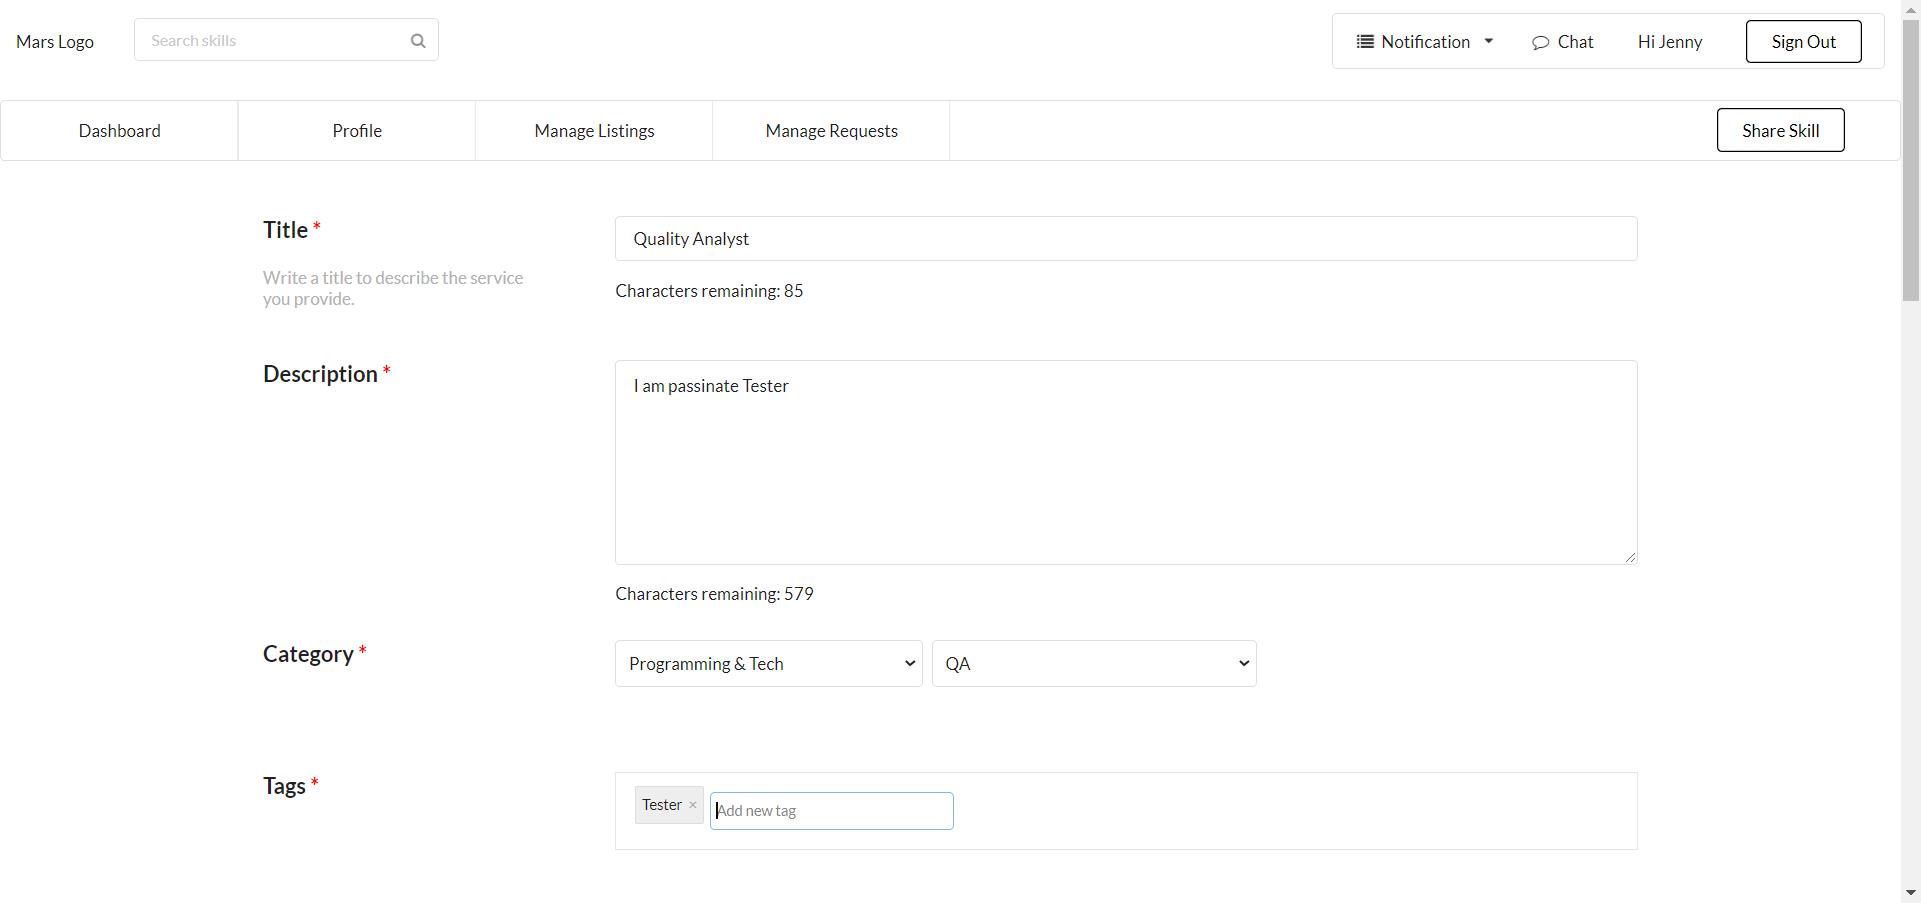 Mars Logo
Search skills
Notification
Chat
Hi Jenny
Sign Out
Dashboard
Profile
Manage Listings
Manage Requests
Share Skill
Title *
Write a title to describe the service
you provide.
Quality Analyst
Characters remaining: 85
Description *
I am passinate Tester
Characters remaining: 579
Category *
Programming & Tech
QA
Tags *
Tester ×
Add new tag